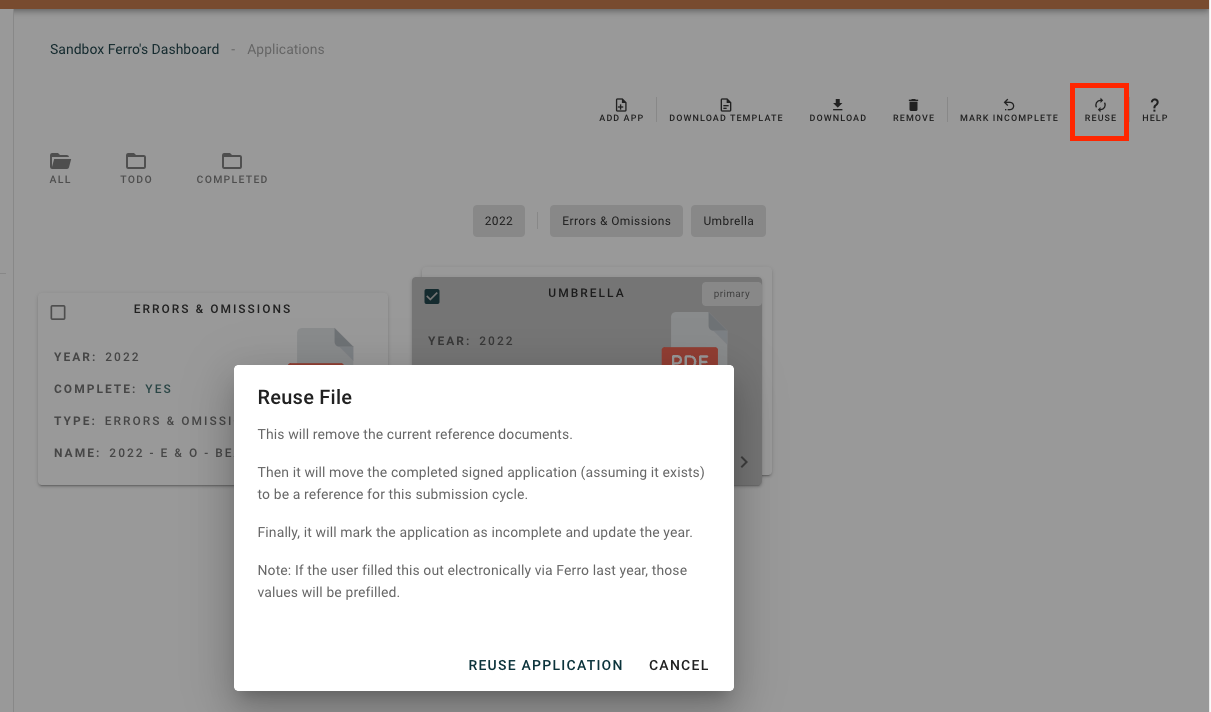 Sandbox Ferro's Dashboard - Applications
ADD APP DOWNLOAD TEMPLATE DOWNLOAD REMOVE MARK INCOMPLETE REUSE HELP
ALL TODO COMPLETED
2022 Errors & Omissions Umbrella
ERRORS & OMISSIONS
YEAR: 2022
COMPLETE: YES
TYPE: ERRORS & OMISSI
NAME: 2022 - E & O - BE
UMBRELLA primary
YEAR: 2022
PDF
Reuse File
This will remove the current reference documents.
Then it will move the completed signed application (assuming it exists)
to be a reference for this submission cycle.
Finally, it will mark the application as incomplete and update the year.
Note: If the user filled this out electronically via Ferro last year, those
values will be prefilled.
REUSE APPLICATION CANCEL